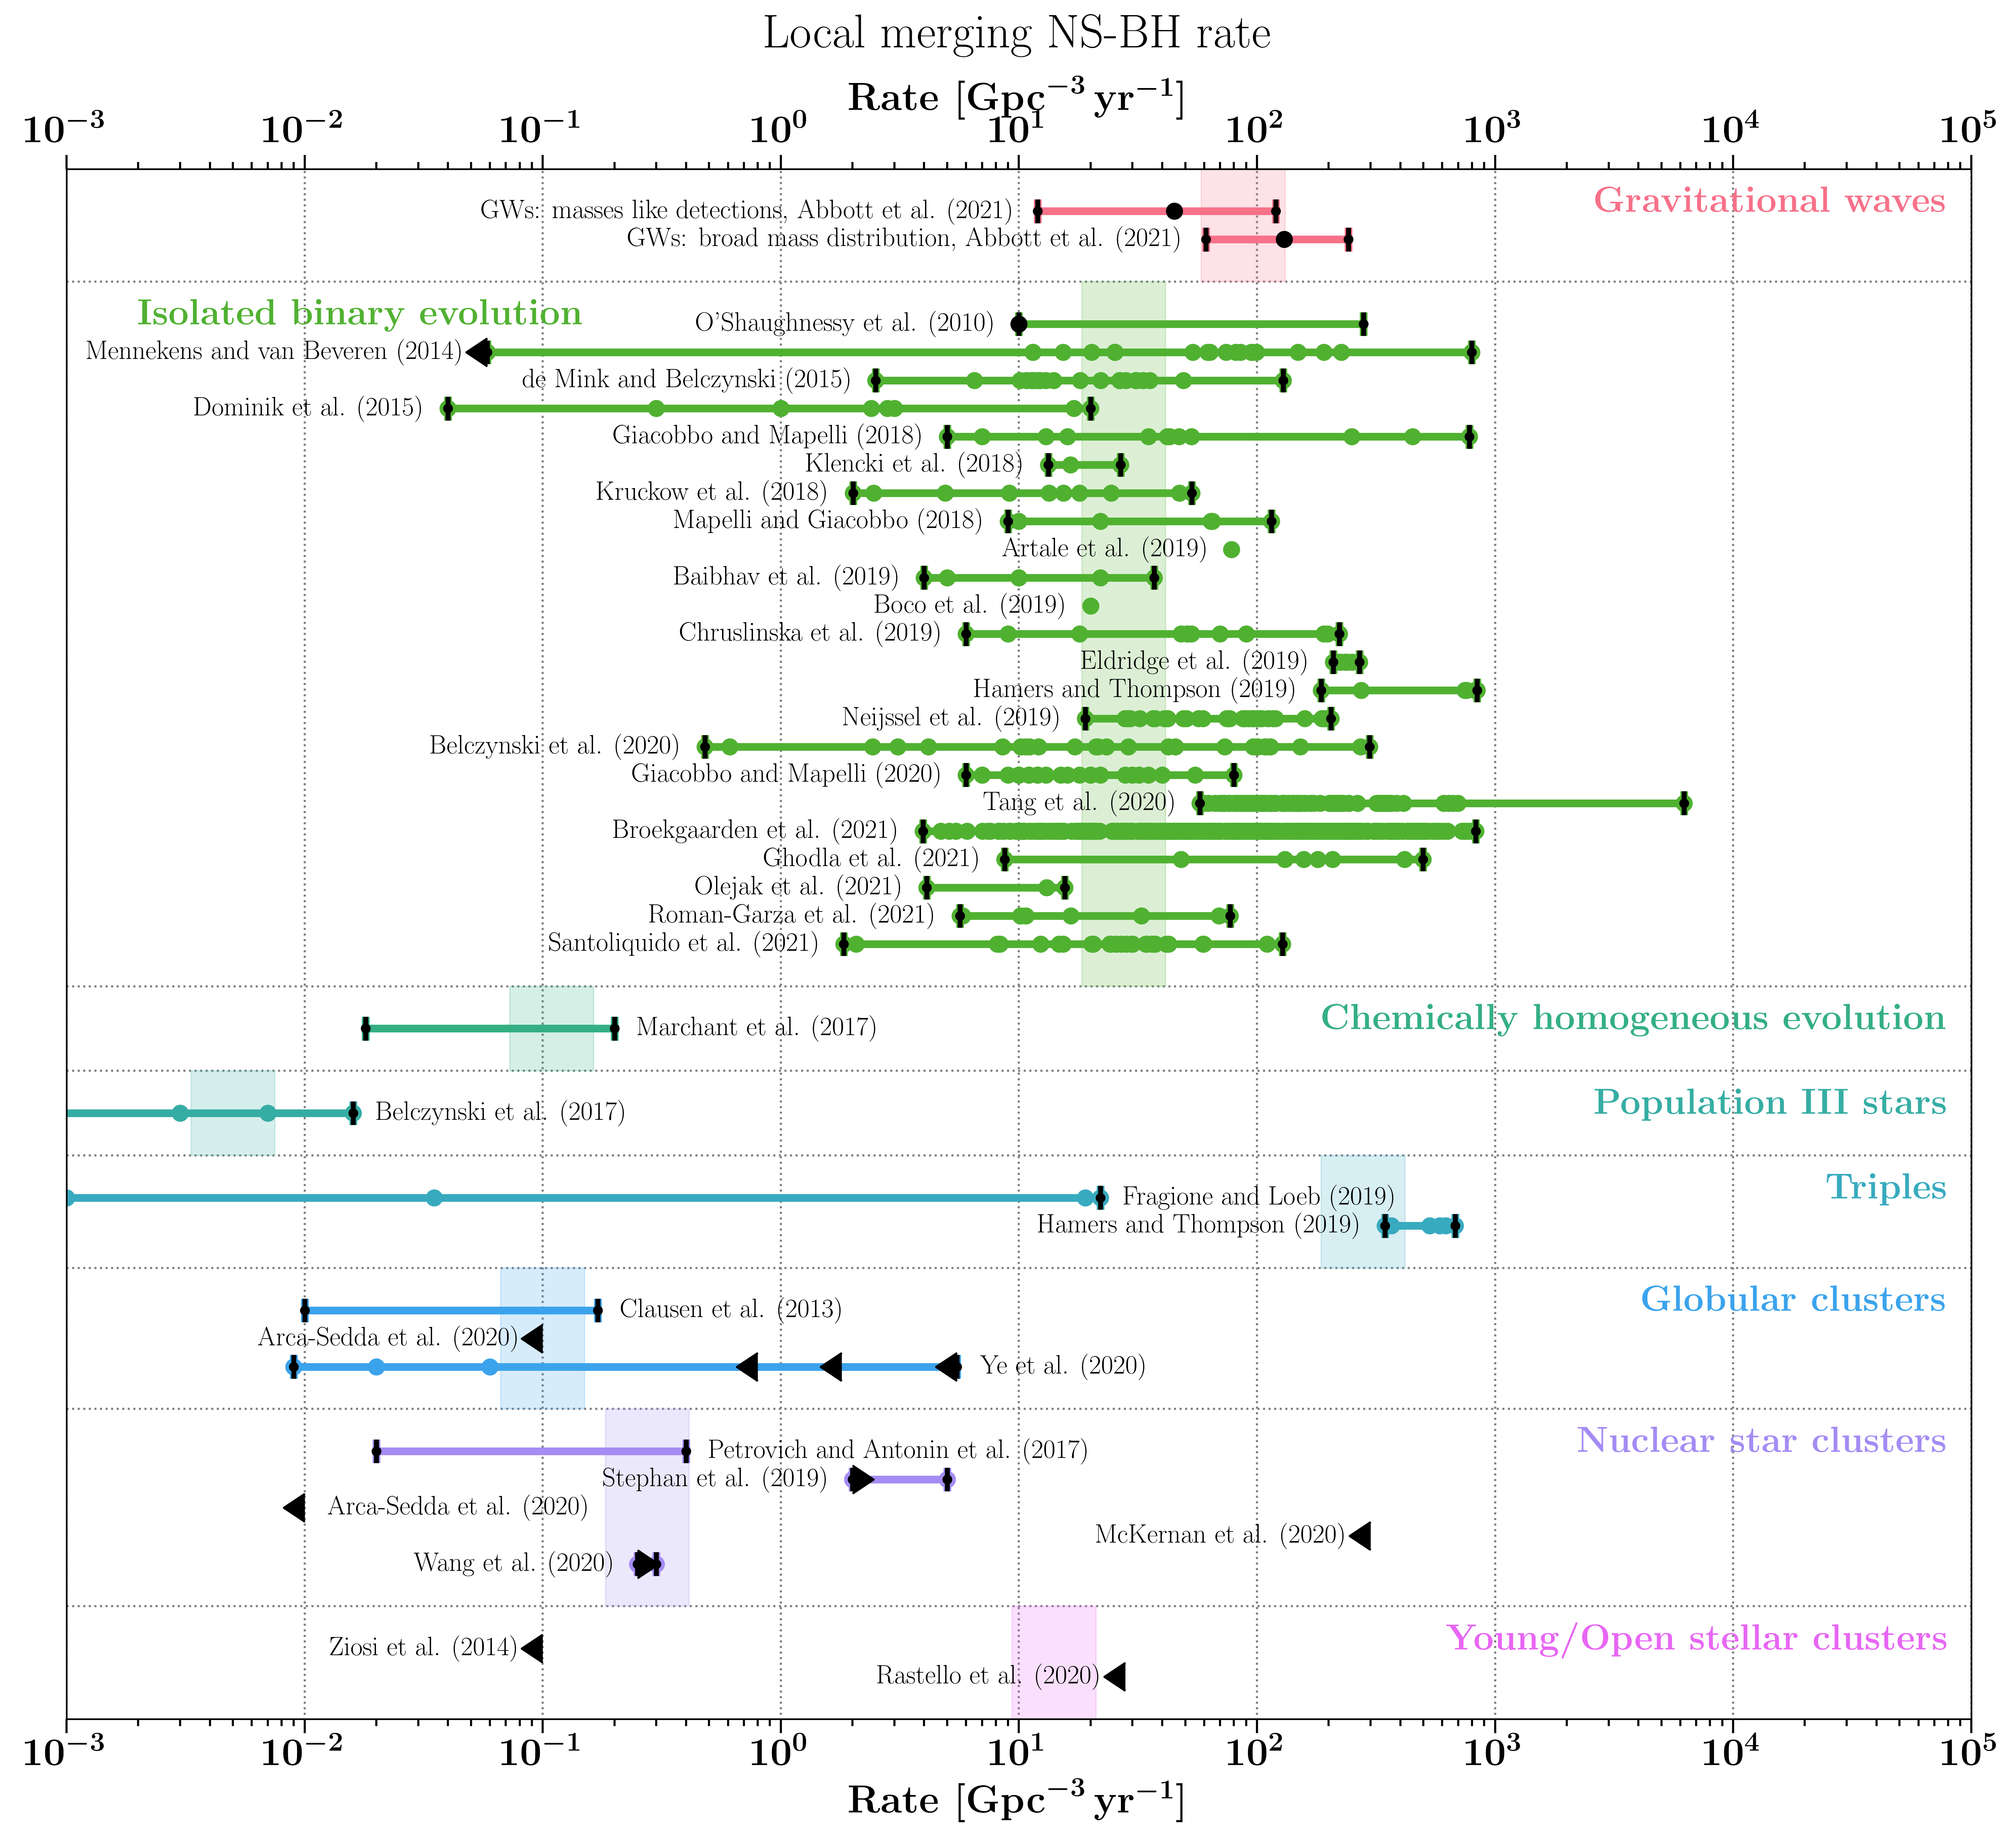 Local merging NS-BH rate
Rate [Gpc⁻³ yr⁻¹]
10⁻³ 10⁻² 10⁻¹ 10⁰ 10¹ 10² 10³ 10⁴ 10⁵
Gravitational waves
GWs: masses like detections, Abbott et al. (2021)
GWs: broad mass distribution, Abbott et al. (2021)
Isolated binary evolution
O'Shaughnessy et al. (2010)
Mennekens and van Beveren (2014)
de Mink and Belczynski (2015)
Dominik et al. (2015)
Giacobbo and Mapelli (2018)
Klencki et al. (2018)
Kruckow et al. (2018)
Mapelli and Giacobbo (2018)
Artale et al. (2019)
Baibhav et al. (2019)
Boco et al. (2019)
Chruslinska et al. (2019)
Eldridge et al. (2019)
Hamers and Thompson (2019)
Neijssel et al. (2019)
Belczynski et al. (2020)
Giacobbo and Mapelli (2020)
Tang et al. (2020)
Broekgaarden et al. (2021)
Ghodla et al. (2021)
Olejak et al. (2021)
Roman-Garza et al. (2021)
Santoliquido et al. (2021)
Chemically homogeneous evolution
Marchant et al. (2017)
Population III stars
Belczynski et al. (2017)
Triples
Fragione and Loeb (2019)
Hamers and Thompson (2019)
Globular clusters
Clausen et al. (2013)
Arca-Sedda et al. (2020)
Ye et al. (2020)
Nuclear star clusters
Petrovich and Antonin et al. (2017)
Stephan et al. (2019)
Arca-Sedda et al. (2020)
McKernan et al. (2020)
Wang et al. (2020)
Young/Open stellar clusters
Ziosi et al. (2014)
Rastello et al. (2020)
10⁻³ 10⁻² 10⁻¹ 10⁰ 10¹ 10² 10³ 10⁴ 10⁵
Rate [Gpc⁻³ yr⁻¹]